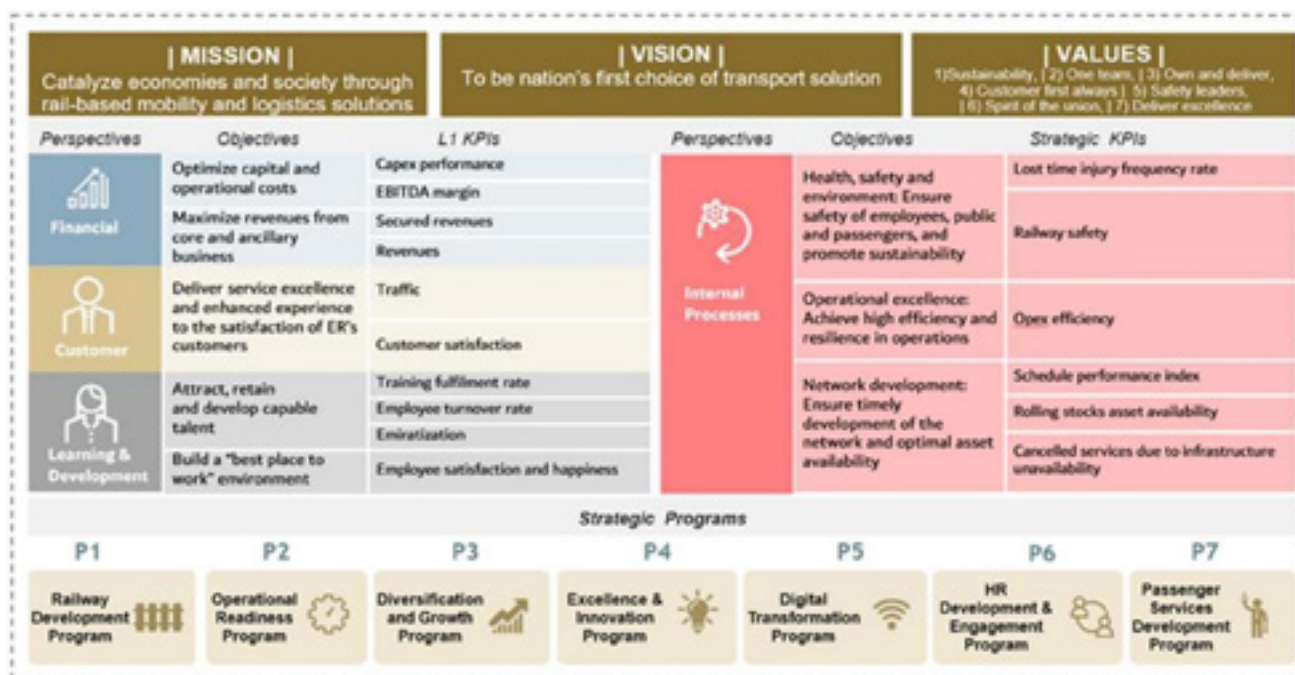 | MISSION |
Catalyze economies and society through
rail-based mobility and logistics solutions
| VISION |
To be nation's first choice of transport solution
| VALUES |
1)Sustainability, | 2) One team, | 3) Own and deliver,
4) Customer first always | 5) Safety leaders,
| 6) Spirit of the union, | 7) Deliver excellence
Perspectives
Objectives
L1 KPIs
Financial
Optimize capital and
operational costs
Capex performance
EBITDA margin
Maximize revenues from
core and ancillary
business
Secured revenues
Revenues
Customer
Deliver service excellence
and enhanced experience
to the satisfaction of ER's
customers
Traffic
Customer satisfaction
Learning &
Development
Attract, retain
and develop capable
talent
Training fulfilment rate
Employee turnover rate
Emiratization
Build a "best place to
work" environment
Employee satisfaction and happiness
Perspectives
Objectives
Strategic KPIs
Internal
Processes
Health, safety and
environment: Ensure
safety of employees, public
and passengers, and
promote sustainability
Lost time injury frequency rate
Railway safety
Operational excellence:
Achieve high efficiency and
resilience in operations
Opex efficiency
Network development:
Ensure timely
development of the
network and optimal asset
availability
Schedule performance index
Rolling stocks asset availability
Cancelled services due to infrastructure
unavailability
Strategic Programs
P1
Railway
Development
Program
P2
Operational
Readiness
Program
P3
Diversification
and Growth
Program
P4
Excellence &
Innovation
Program
P5
Digital
Transformation
Program
P6
HR
Development &
Engagement
Program
P7
Passenger
Services
Development
Program